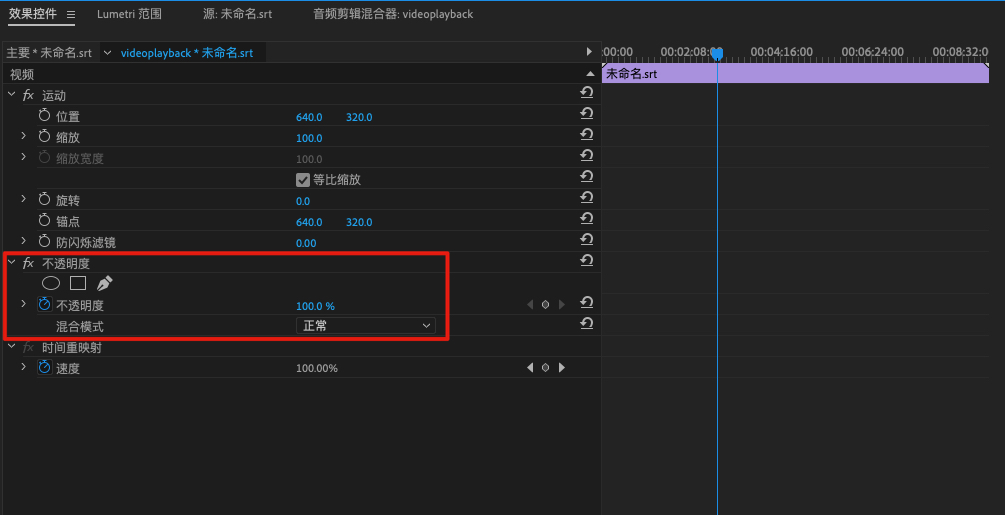 效果控件 Lumetri 范围 源: 未命名.srt 音频剪辑混合器: videoplayback
主要 * 未命名.srt videoplayback * 未命名.srt :00:00 00:02:08:00 00:04:16:00 00:06:24:00 00:08:32:0
视频 未命名.srt
fx 运动
位置 640.0 320.0
缩放 100.0
缩放宽度 100.0
等比缩放
旋转 0.0
锚点 640.0 320.0
防闪烁滤镜 0.00
fx 不透明度
不透明度 100.0 %
混合模式 正常
fx 时间重映射
速度 100.00%